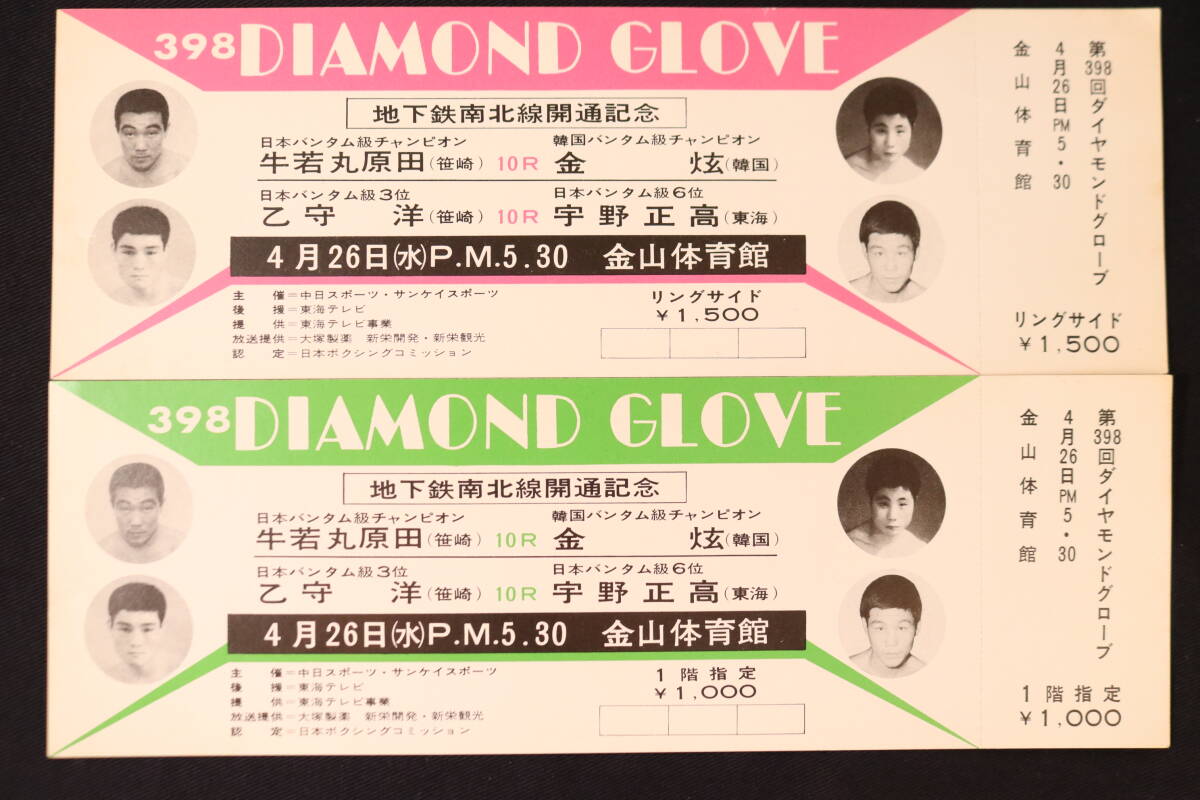 398 DIAMOND GLOVE
地下鉄南北線開通記念
日本バンタム級チャンピオン 韓国バンタム級チャンピオン
牛若丸原田(笹崎) 10R 金 炫(韓国)
日本バンタム級3位 日本バンタム級6位
乙守 洋(笹崎) 10R 宇野正高(東海)
4月26日㈬P.M.5.30 金山体育館
主 催=中日スポーツ・サンケイスポーツ
後 援=東海テレビ
提 供=東海テレビ事業
放送提供=大塚製薬 新栄開発・新栄観光
認 定=日本ボクシングコミッション
リングサイド
¥1,500
第398回ダイヤモンドグローブ
4月26日PM5・30
金山体育館
リングサイド
¥1,500
398 DIAMOND GLOVE
地下鉄南北線開通記念
日本バンタム級チャンピオン 韓国バンタム級チャンピオン
牛若丸原田(笹崎) 10R 金 炫(韓国)
日本バンタム級3位 日本バンタム級6位
乙守 洋(笹崎) 10R 宇野正高(東海)
4月26日㈬P.M.5.30 金山体育館
主 催=中日スポーツ・サンケイスポーツ
後 援=東海テレビ
提 供=東海テレビ事業
放送提供=大塚製薬 新栄開発・新栄観光
認 定=日本ボクシングコミッション
1階指定
¥1,000
第398回ダイヤモンドグローブ
4月26日PM5・30
金山体育館
1階指定
¥1,000